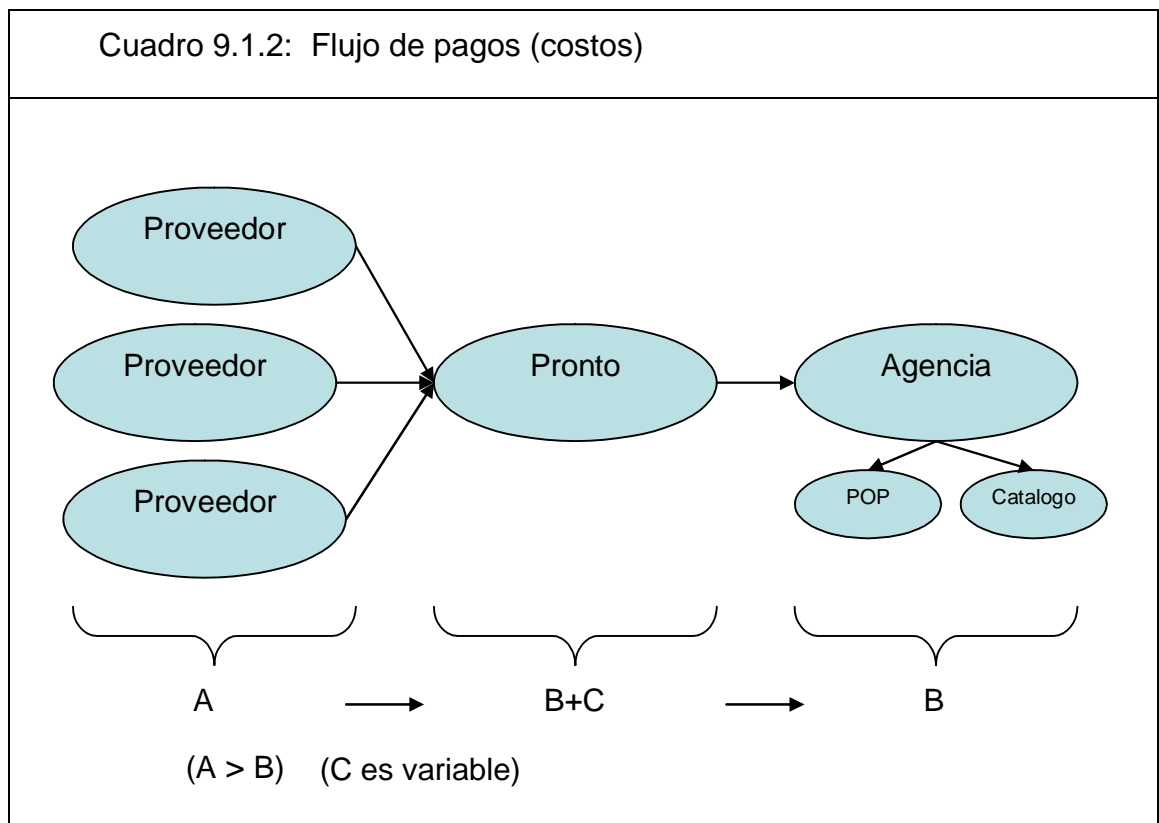 Cuadro 9.1.2: Flujo de pagos (costos)
Proveedor
Proveedor
Pronto
Agencia
Proveedor
POP
Catalogo
A
B+C
B
(A > B) (C es variable)